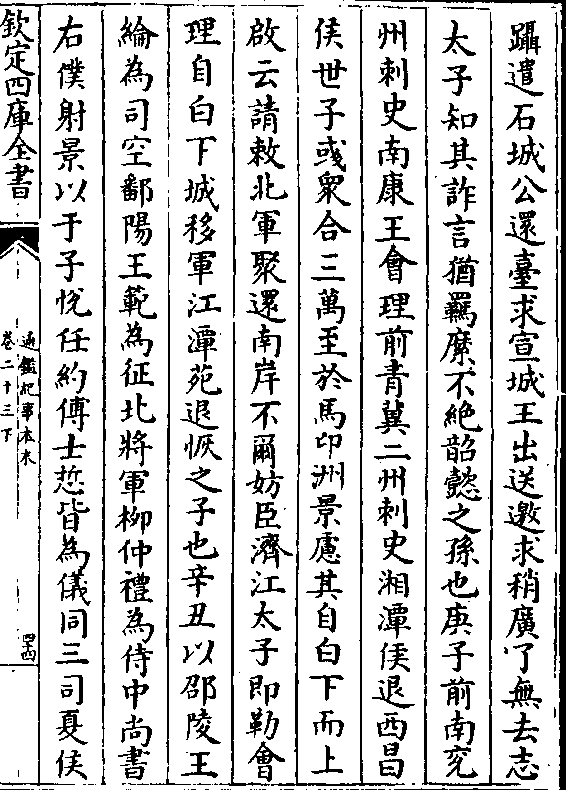 躡遣石城公還臺求宣城王出送邀求稍廣了無去志
太子知其詐言猶羈縻不絶韶懿之孫也庚子前南兖
州刺史南康王會理前青冀二州刺史湘潭侯退西昌
侯世子彧衆合三萬至於馬卬洲景慮其自白下而上
啟云請敕北軍聚還南岸不爾妨臣濟江太子即勒會
理自白下城移軍江潭苑退恢之子也辛丑以邵陵王
綸為司空鄱陽王範為征北將軍栁仲禮為侍中尚書
右僕射景以于子悅任約傅士悊皆為儀同三司夏侯
欽定四庫全書
通鑑紀事本末
卷二十三下
四十四